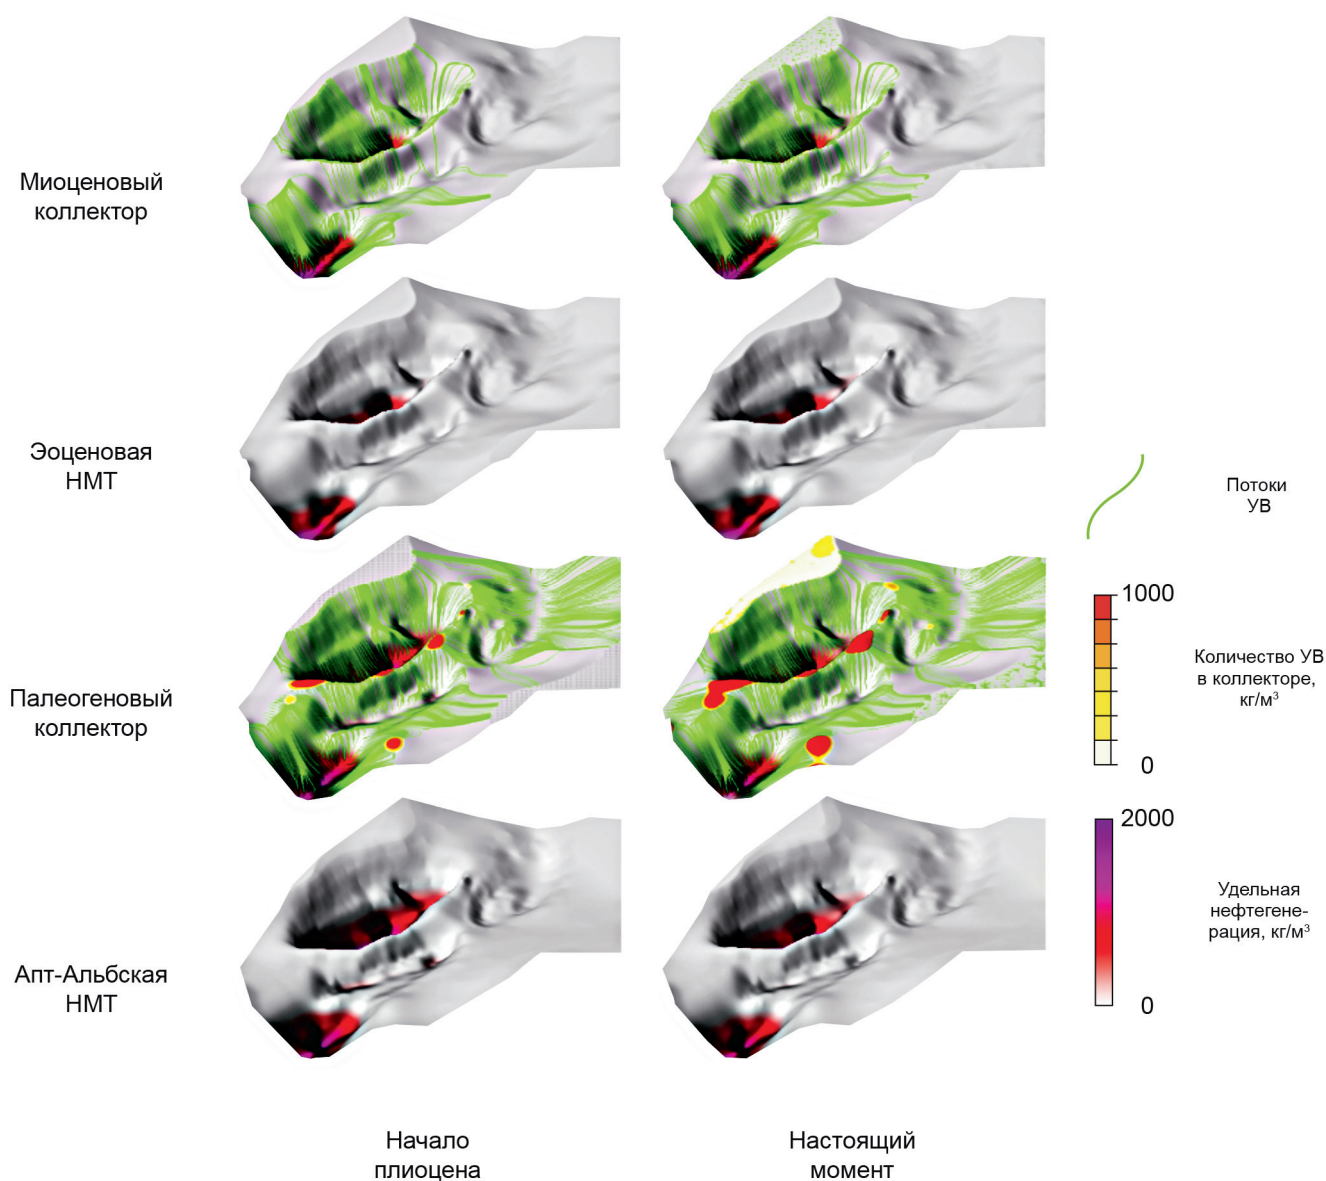 Миоценовый
коллектор
Эоценовая
НМТ
Потоки
УВ
Палеогеновый
коллектор
1000
0
Количество УВ
в коллекторе,
кг/м³
Апт-Альбская
НМТ
2000
0
Удельная
нефтегене-
рация, кг/м³
Начало
плиоцена
Настоящий
момент